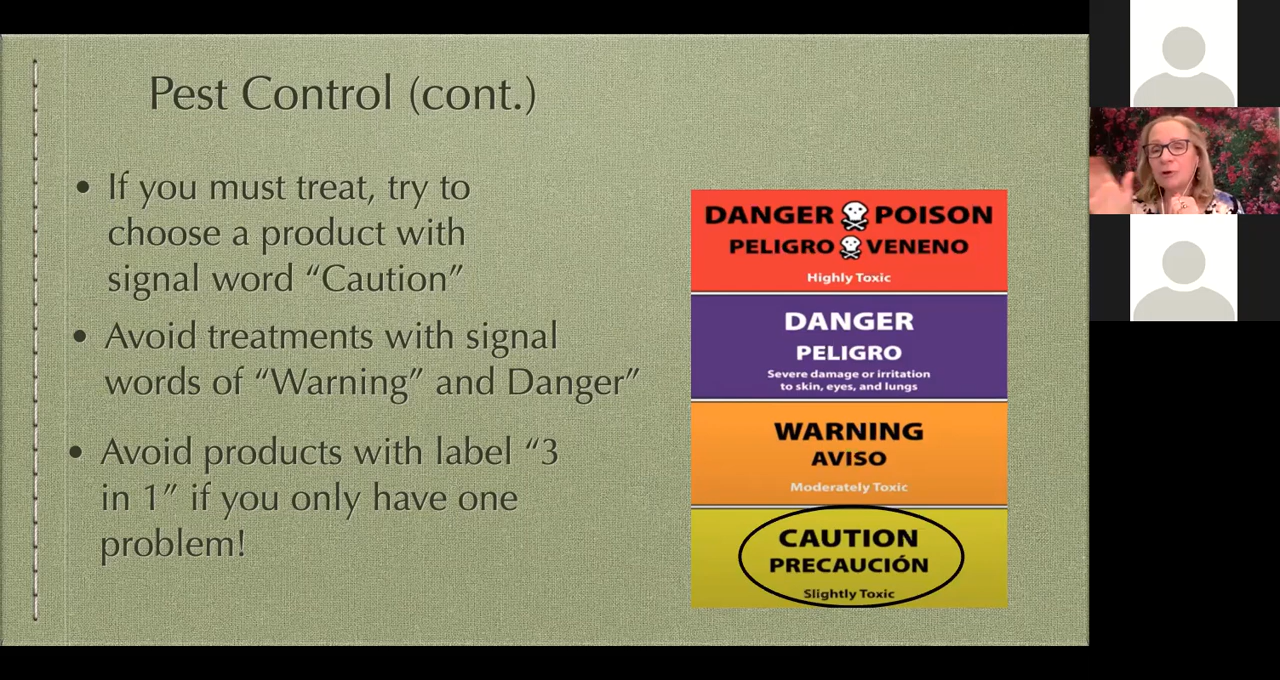 Pest Control (cont.)
• If you must treat, try to
choose a product with
signal word “Caution”
• Avoid treatments with signal
words of “Warning” and Danger”
• Avoid products with label “3
in 1” if you only have one
problem!
DANGER POISON
PELIGRO VENENO
Highly Toxic
DANGER
PELIGRO
Severe damage or irritation
to skin, eyes, and lungs
WARNING
AVISO
Moderately Toxic
CAUTION
PRECAUCIÓN
Slightly Toxic